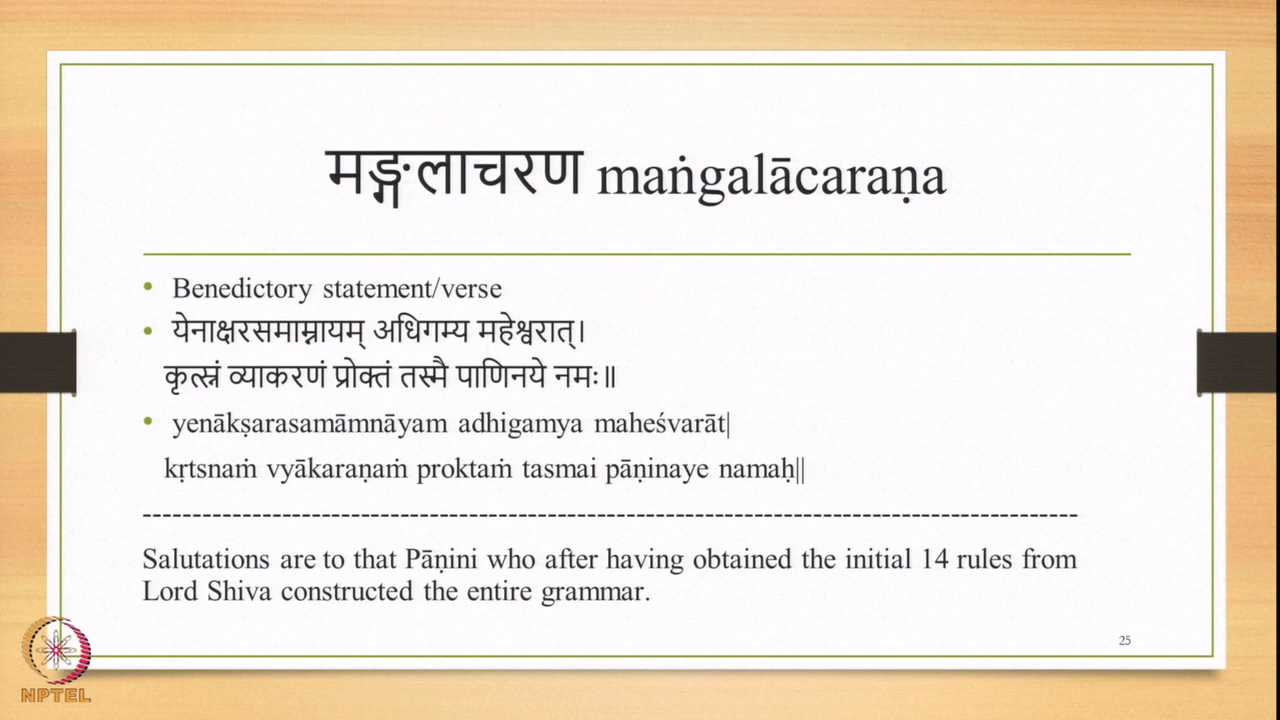 मङ्गलाचरण maṅgalācaraṇa
• Benedictory statement/verse
• येनाक्षरसमाम्नायम् अधिगम्य महेश्वरात्।
कृत्स्नं व्याकरणं प्रोक्तं तस्मै पाणिनये नमः॥
• yenākṣarasamāmnāyam adhigamya maheśvarāt|
kṛtsnaṁ vyākaraṇaṁ proktaṁ tasmai pāṇinaye namaḥ||
--------------------------------------------------------------------------------------------
Salutations are to that Pāṇini who after having obtained the initial 14 rules from
Lord Shiva constructed the entire grammar.
25
NPTEL